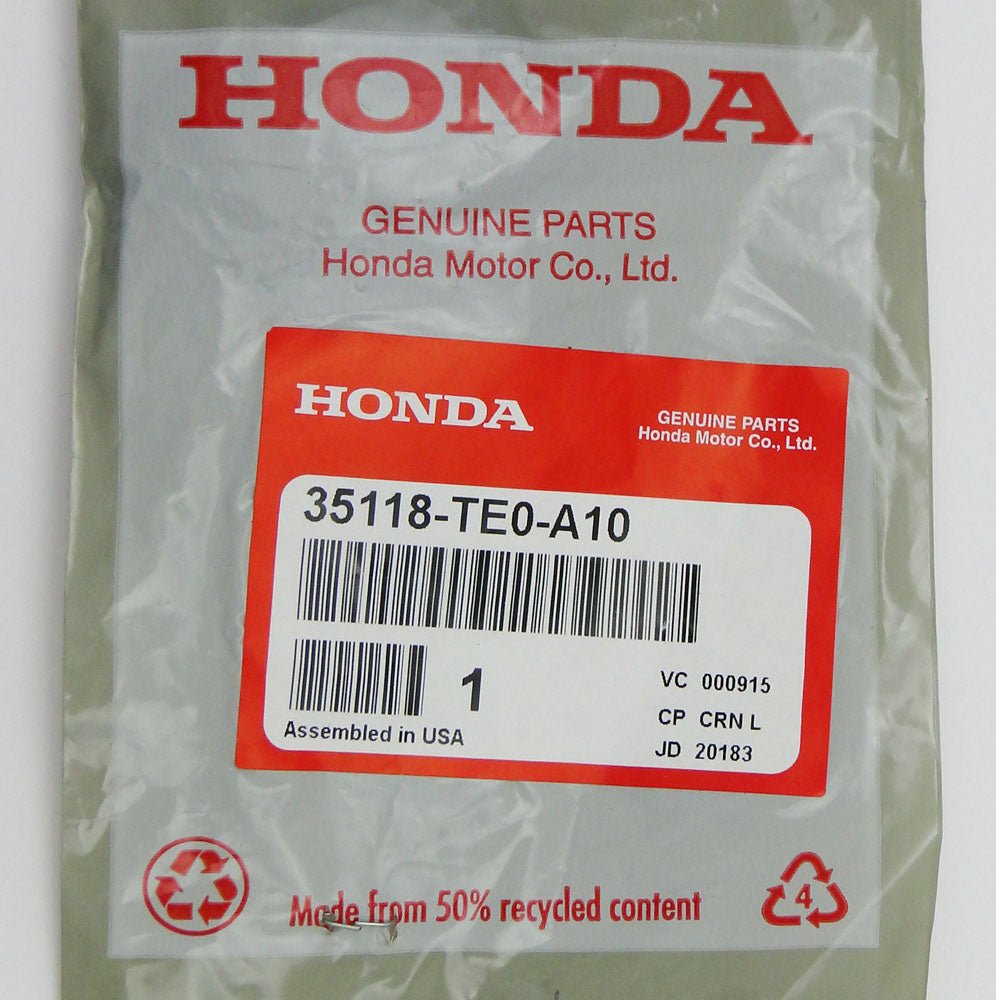 HONDA
GENUINE PARTS
Honda Motor Co., Ltd.
HONDA
GENUINE PARTS
Honda Motor Co., Ltd.
35118-TE0-A10
1
VC 000915
CP CRN L
JD 20183
Assembled in USA
Made from 50% recycled content
4